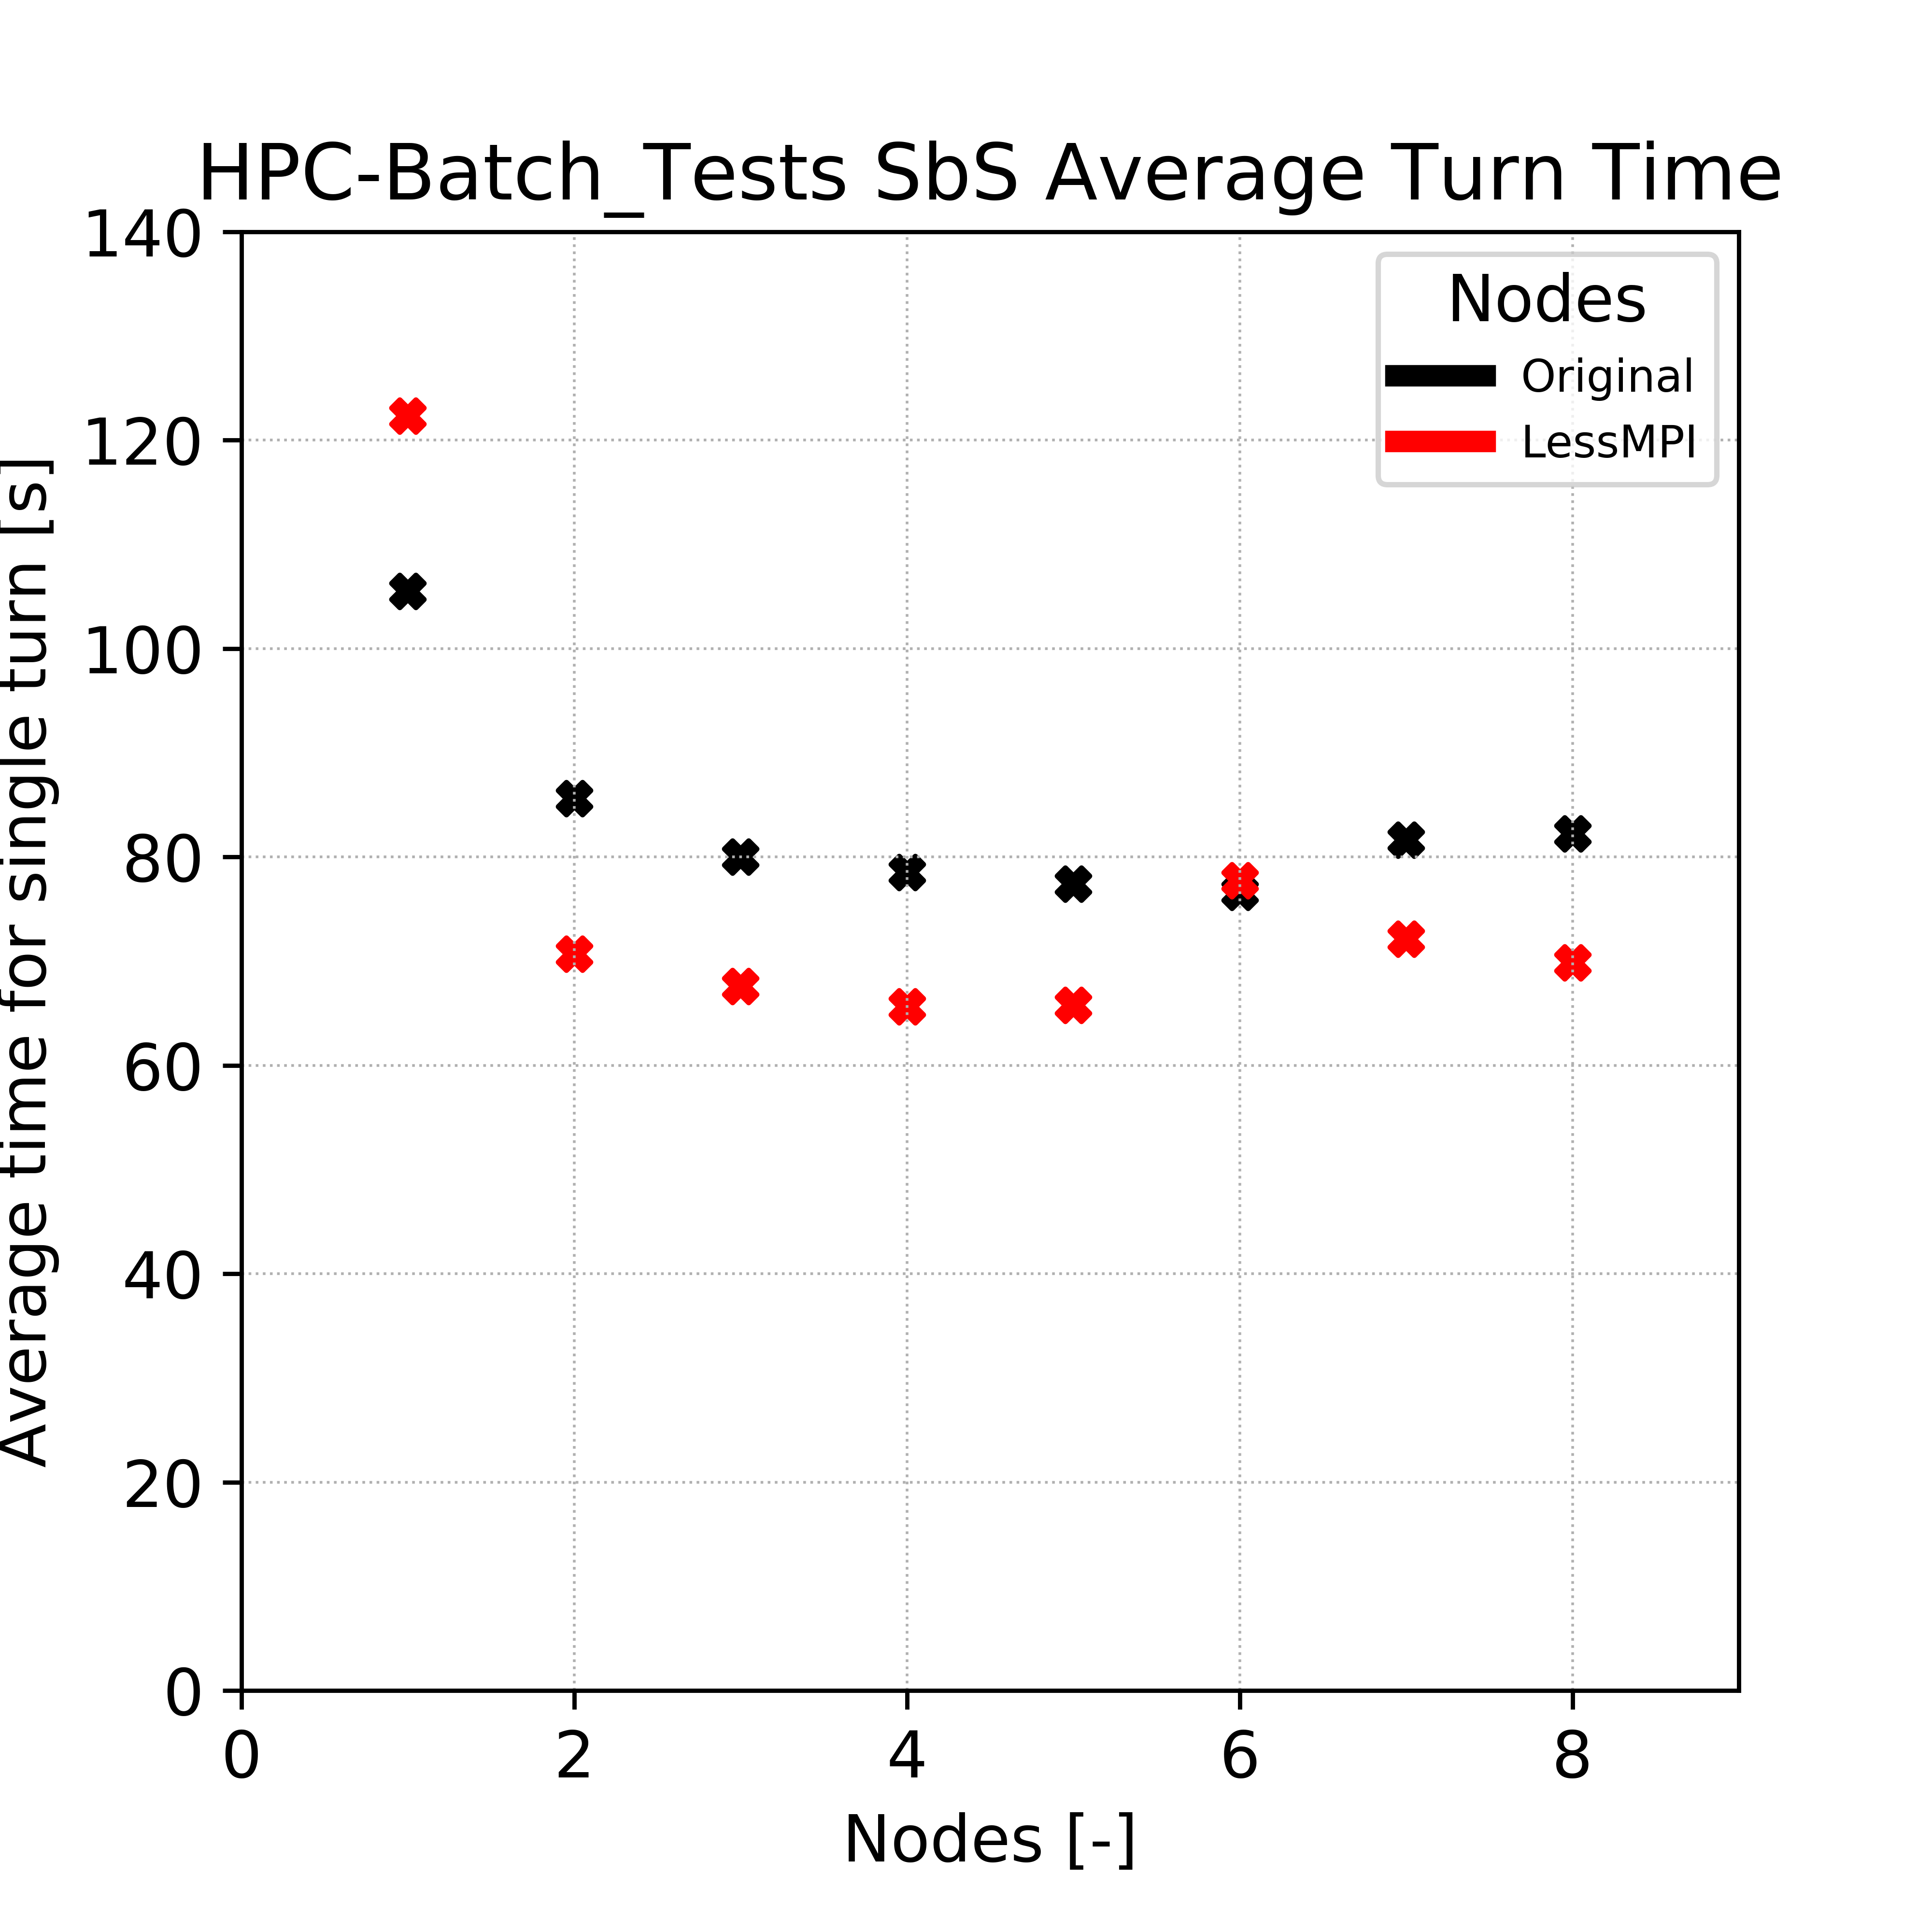 HPC-Batch_Tests SbS Average Turn Time
Nodes
Original
LessMPI
140
120
100
80
60
40
20
0
Average time for single turn [s]
0 2 4 6 8
Nodes [-]